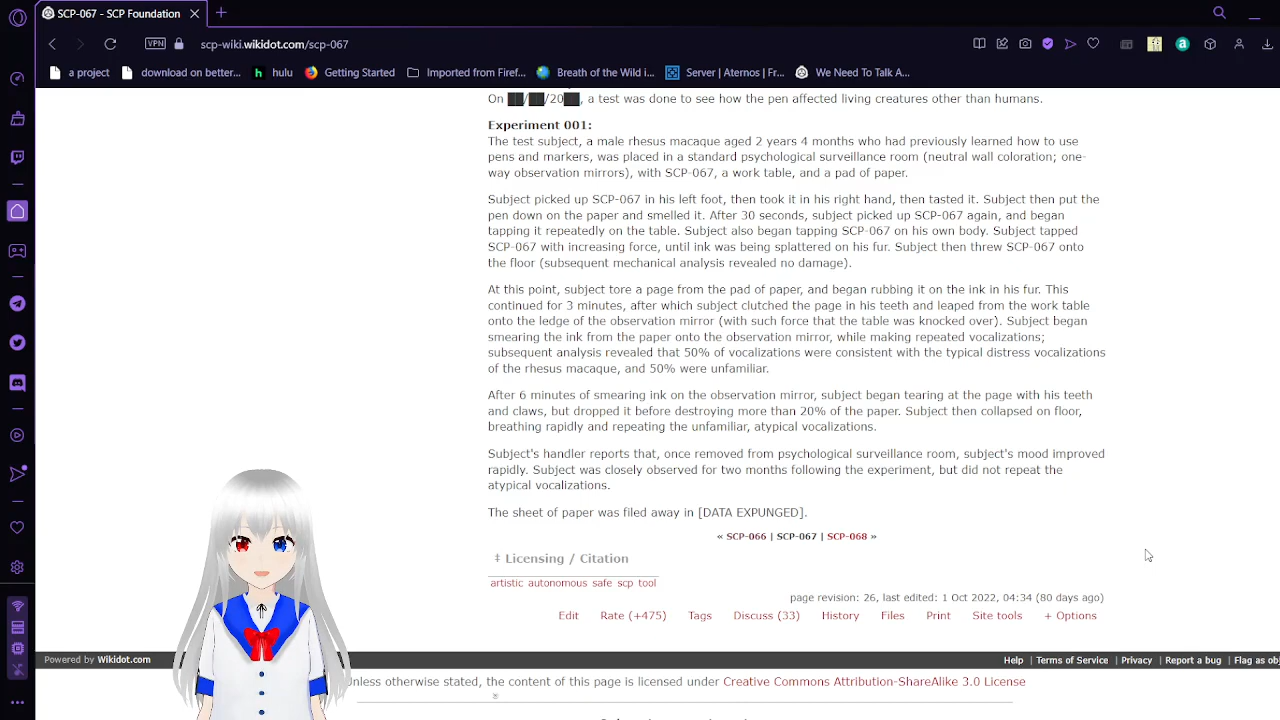 SCP-067 - SCP Foundation
VPN scp-wiki.wikidot.com/scp-067
a project download on better... hulu Getting Started Imported from Firef... Breath of the Wild i... Server | Aternos | Fr... We Need To Talk A...
On ██/██/20██, a test was done to see how the pen affected living creatures other than humans.
Experiment 001:
The test subject, a male rhesus macaque aged 2 years 4 months who had previously learned how to use
pens and markers, was placed in a standard psychological surveillance room (neutral wall coloration; one-
way observation mirrors), with SCP-067, a work table, and a pad of paper.
Subject picked up SCP-067 in his left foot, then took it in his right hand, then tasted it. Subject then put the
pen down on the paper and smelled it. After 30 seconds, subject picked up SCP-067 again, and began
tapping it repeatedly on the table. Subject also began tapping SCP-067 on his own body. Subject tapped
SCP-067 with increasing force, until ink was being splattered on his fur. Subject then threw SCP-067 onto
the floor (subsequent mechanical analysis revealed no damage).
At this point, subject tore a page from the pad of paper, and began rubbing it on the ink in his fur. This
continued for 3 minutes, after which subject clutched the page in his teeth and leaped from the work table
onto the ledge of the observation mirror (with such force that the table was knocked over). Subject began
smearing the ink from the paper onto the observation mirror, while making repeated vocalizations;
subsequent analysis revealed that 50% of vocalizations were consistent with the typical distress vocalizations
of the rhesus macaque, and 50% were unfamiliar.
After 6 minutes of smearing ink on the observation mirror, subject began tearing at the page with his teeth
and claws, but dropped it before destroying more than 20% of the paper. Subject then collapsed on floor,
breathing rapidly and repeating the unfamiliar, atypical vocalizations.
Subject's handler reports that, once removed from psychological surveillance room, subject's mood improved
rapidly. Subject was closely observed for two months following the experiment, but did not repeat the
atypical vocalizations.
The sheet of paper was filed away in [DATA EXPUNGED].
« SCP-066 | SCP-067 | SCP-068 »
‡ Licensing / Citation
artistic autonomous safe scp tool
page revision: 26, last edited: 1 Oct 2022, 04:34 (80 days ago)
Edit Rate (+475) Tags Discuss (33) History Files Print Site tools + Options
Powered by Wikidot.com Help | Terms of Service | Privacy | Report a bug | Flag as obj
Unless otherwise stated, the content of this page is licensed under Creative Commons Attribution-ShareAlike 3.0 License